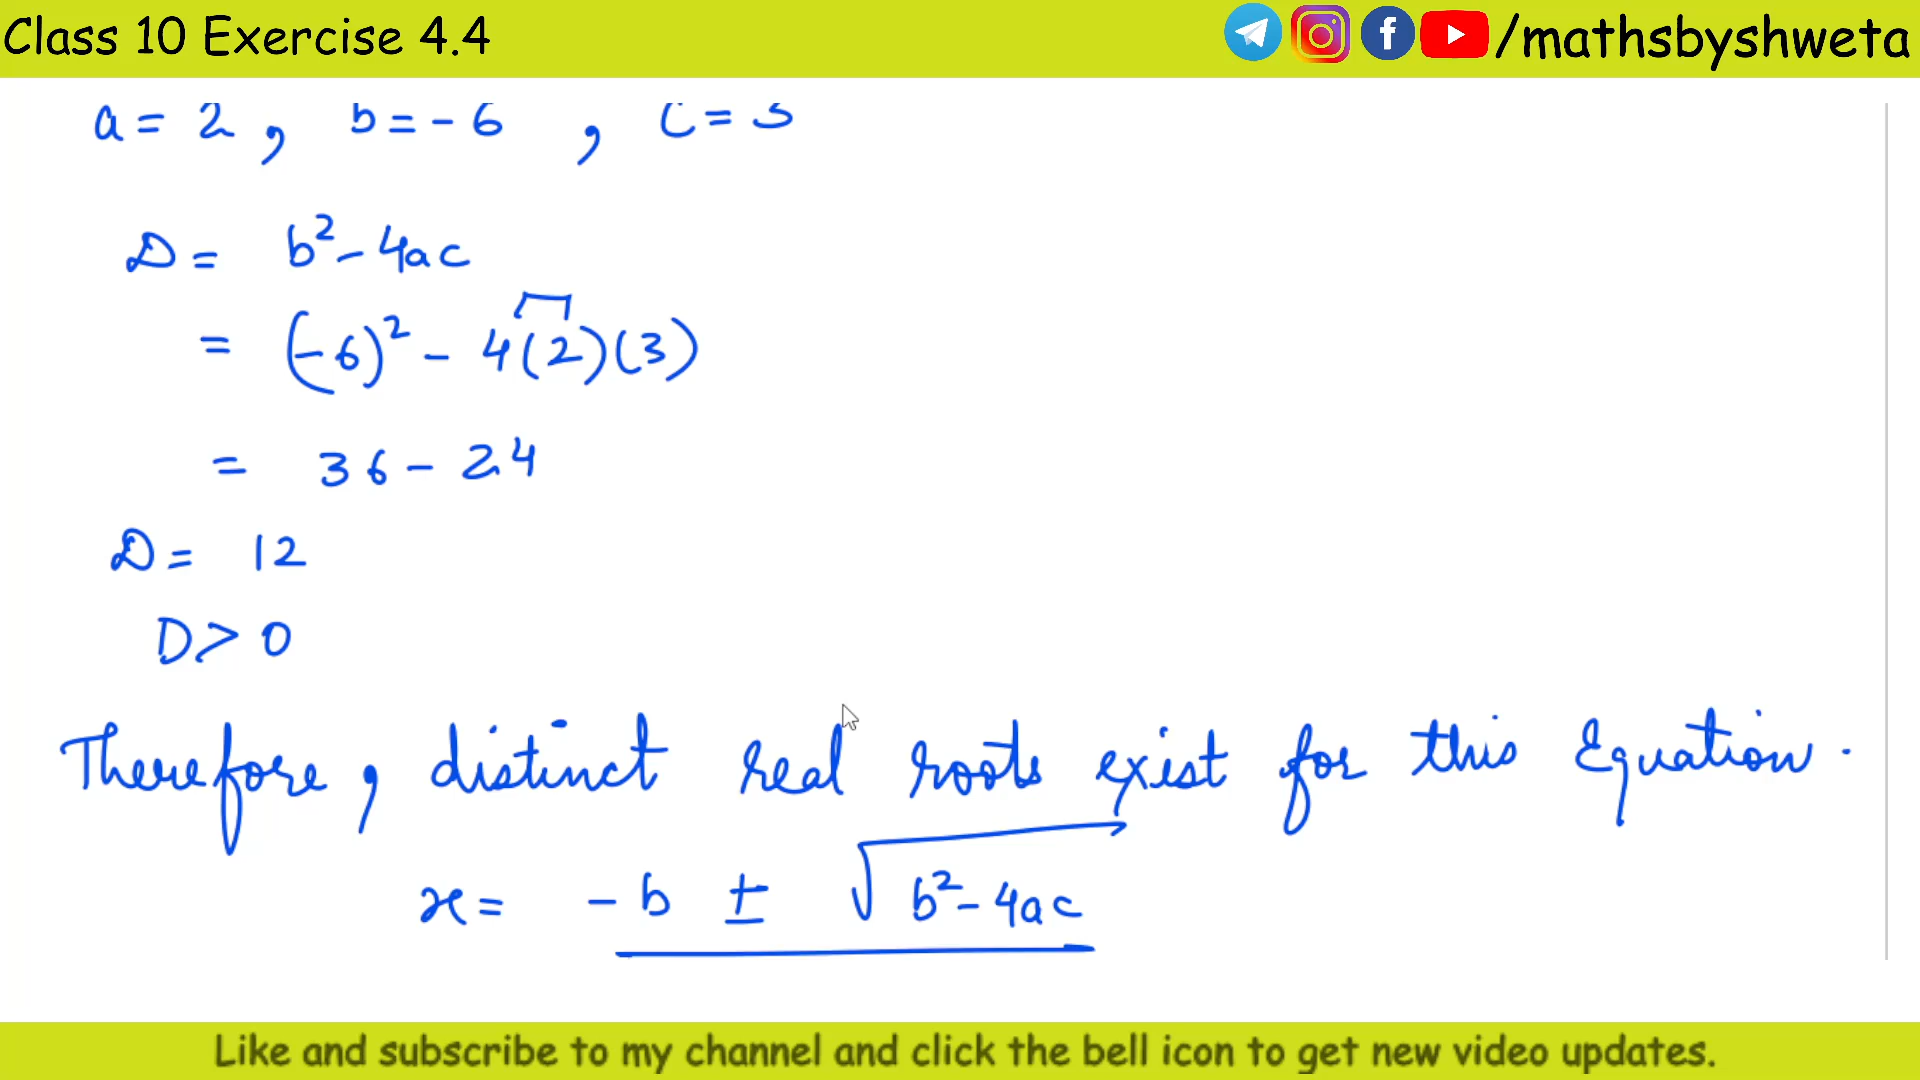 Class 10 Exercise 4.4
/mathsbyshweta
a = 2 , b = - 6 , c = 3
D = b² - 4ac
= (-6)² - 4(2)(3)
= 36 - 24
D = 12
D > 0
Therefore, distinct real roots exist for this Equation.
x = - b ± √b² - 4ac
Like and subscribe to my channel and click the bell icon to get new video updates.